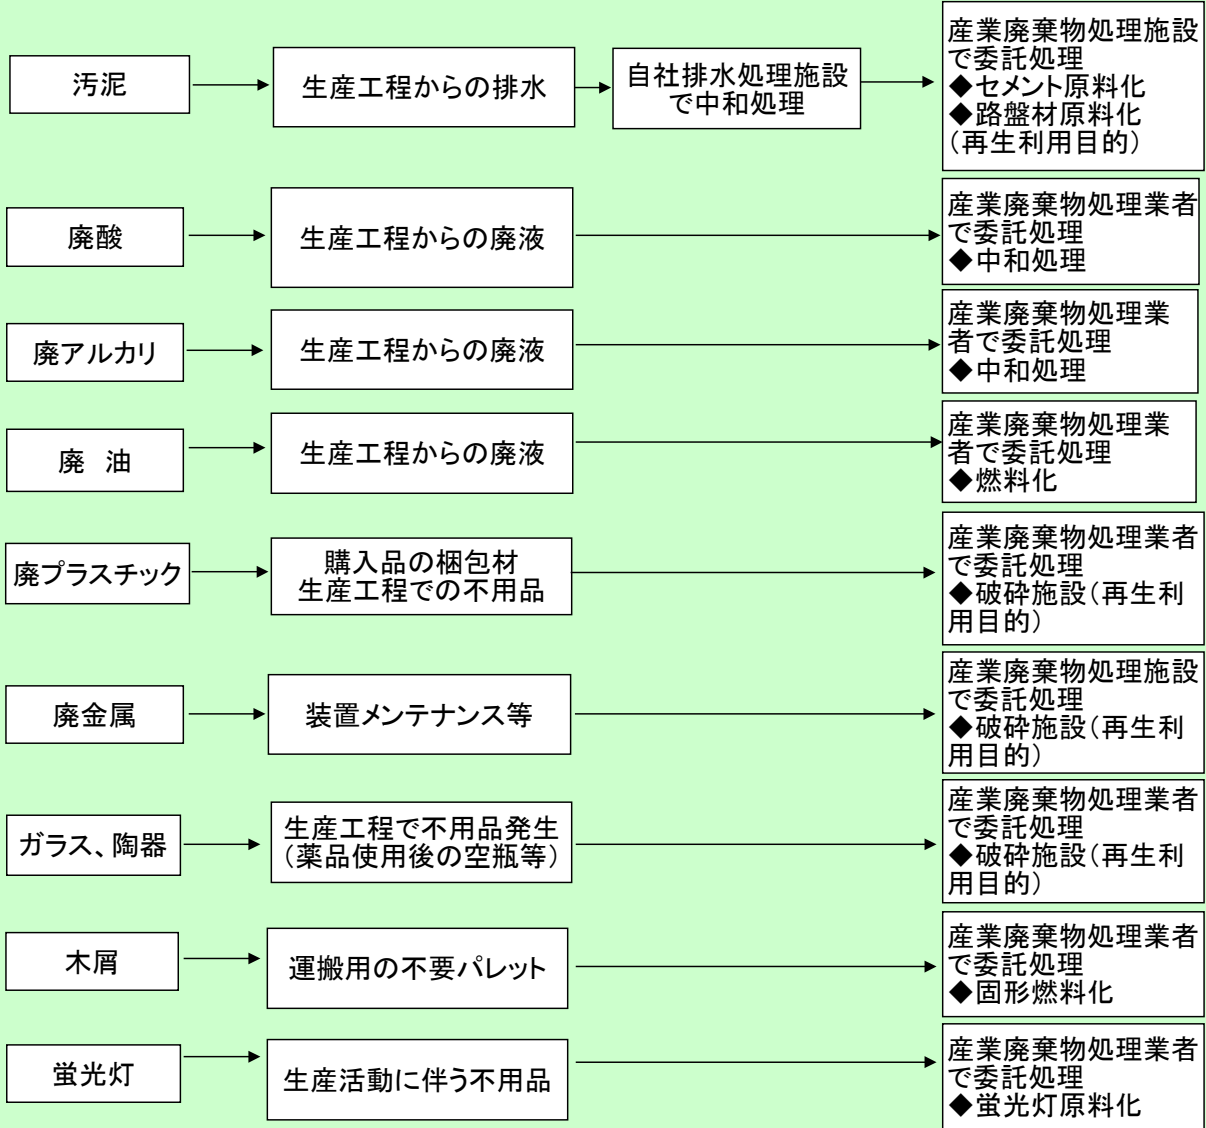 汚泥
生産工程からの排水
自社排水処理施設
で中和処理
産業廃棄物処理施設
で委託処理
◆セメント原料化
◆路盤材原料化
(再生利用目的)
廃酸
生産工程からの廃液
産業廃棄物処理業者
で委託処理
◆中和処理
廃アルカリ
生産工程からの廃液
産業廃棄物処理業
者で委託処理
◆中和処理
廃　油
生産工程からの廃液
産業廃棄物処理業
者で委託処理
◆燃料化
廃プラスチック
購入品の梱包材
生産工程での不用品
産業廃棄物処理業者
で委託処理
◆破砕施設(再生利
用目的)
廃金属
装置メンテナンス等
産業廃棄物処理施設
で委託処理
◆破砕施設(再生利
用目的)
ガラス、陶器
生産工程で不用品発生
(薬品使用後の空瓶等)
産業廃棄物処理業者
で委託処理
◆破砕施設(再生利
用目的)
木屑
運搬用の不要パレット
産業廃棄物処理業者
で委託処理
◆固形燃料化
蛍光灯
生産活動に伴う不用品
産業廃棄物処理業者
で委託処理
◆蛍光灯原料化